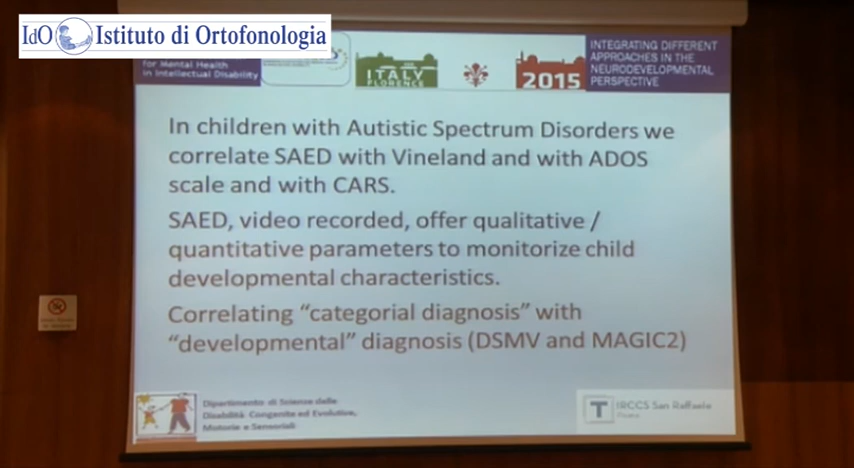 IdO Istituto di Ortofonologia
for Mental Health
in Intellectual Disability
ITALY
FLORENCE
2015
INTEGRATING DIFFERENT
APPROACHES IN THE
NEURODEVELOPMENTAL
PERSPECTIVE
In children with Autistic Spectrum Disorders we
correlate SAED with Vineland and with ADOS
scale and with CARS.
SAED, video recorded, offer qualitative /
quantitative parameters to monitorize child
developmental characteristics.
Correlating “categorial diagnosis” with
“developmental” diagnosis (DSMV and MAGIC2)
Dipartimento di Scienze delle
Disabilità Congenite ed Evolutive,
Motorie e Sensoriali
IRCCS San Raffaele